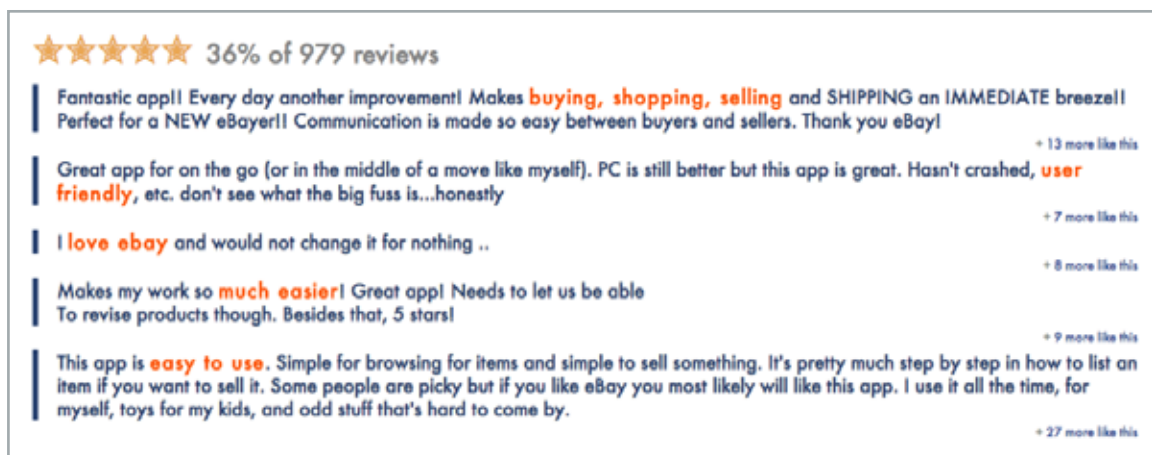 36% of 979 reviews
Fantastic app!! Every day another improvement! Makes buying, shopping, selling and SHIPPING an IMMEDIATE breeze!!
Perfect for a NEW eBayer!! Communication is made so easy between buyers and sellers. Thank you eBay!
+ 13 more like this
Great app for on the go (or in the middle of a move like myself). PC is still better but this app is great. Hasn't crashed, user
friendly, etc. don't see what the big fuss is...honestly
+ 7 more like this
I love ebay and would not change it for nothing ..
+ 8 more like this
Makes my work so much easier! Great app! Needs to let us be able
To revise products though. Besides that, 5 stars!
+ 9 more like this
This app is easy to use. Simple for browsing for items and simple to sell something. It's pretty much step by step in how to list an
item if you want to sell it. Some people are picky but if you like eBay you most likely will like this app. I use it all the time, for
myself, toys for my kids, and odd stuff that's hard to come by.
+ 27 more like this